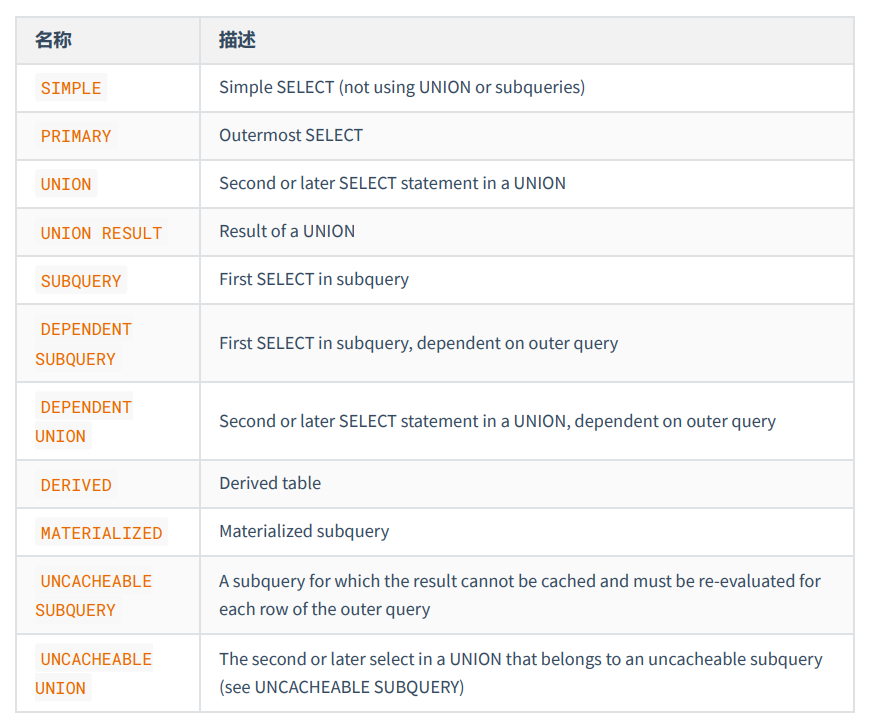 名称 描述
SIMPLE Simple SELECT (not using UNION or subqueries)
PRIMARY Outermost SELECT
UNION Second or later SELECT statement in a UNION
UNION RESULT Result of a UNION
SUBQUERY First SELECT in subquery
DEPENDENT
SUBQUERY
First SELECT in subquery, dependent on outer query
DEPENDENT
UNION
Second or later SELECT statement in a UNION, dependent on outer query
DERIVED Derived table
MATERIALIZED Materialized subquery
UNCACHEABLE
SUBQUERY
A subquery for which the result cannot be cached and must be re-evaluated for
each row of the outer query
UNCACHEABLE
UNION
The second or later select in a UNION that belongs to an uncacheable subquery
(see UNCACHEABLE SUBQUERY)